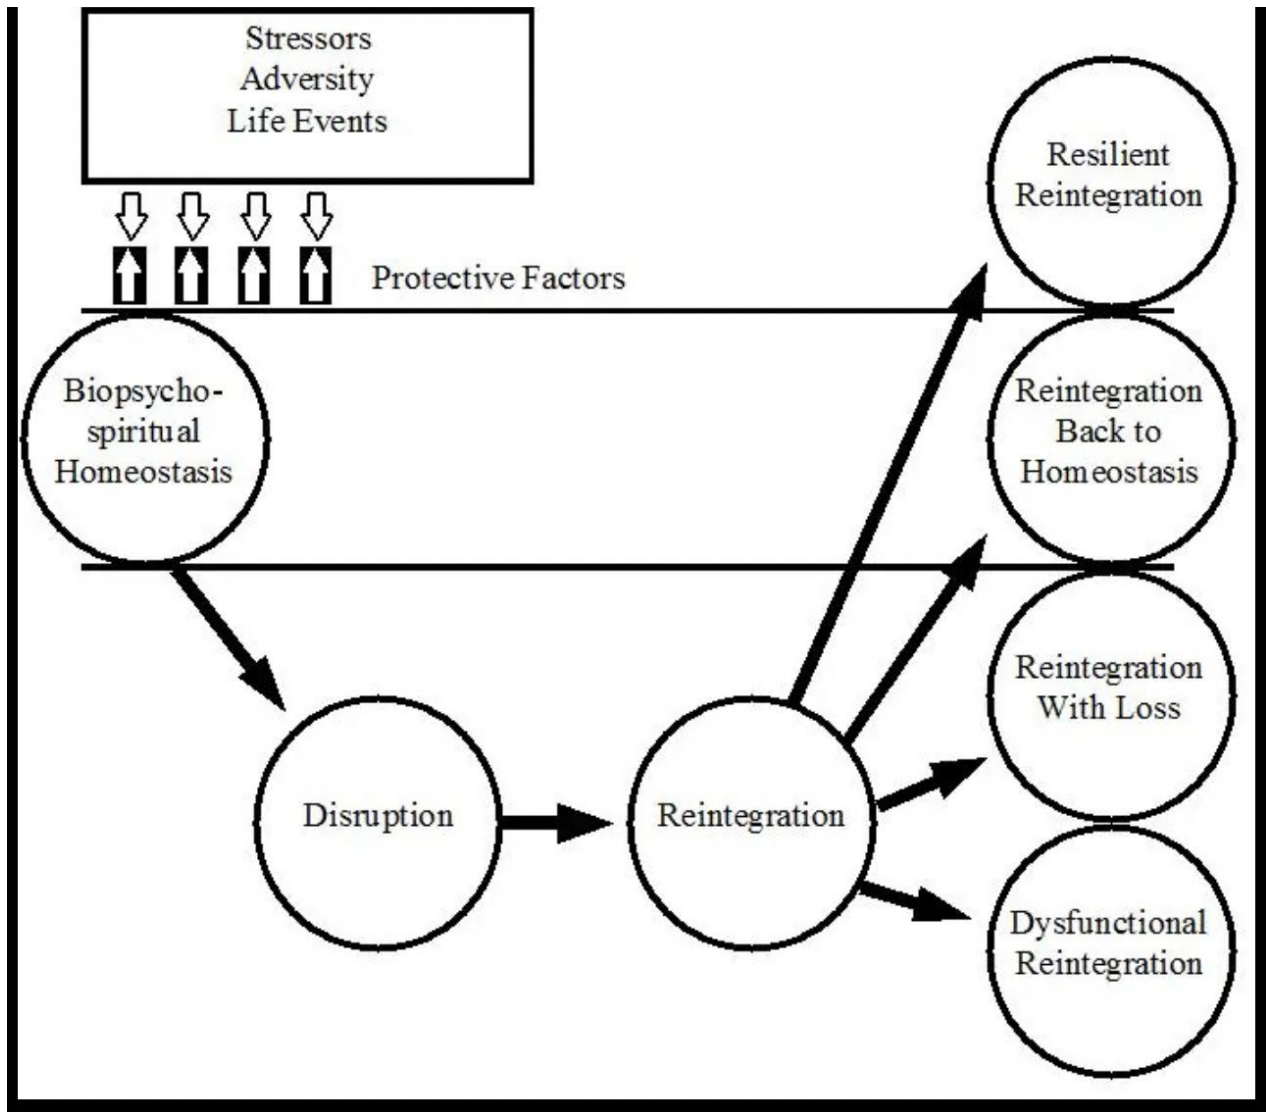 Stressors
Adversity
Life Events
Protective Factors
Biopsycho-
spiritual
Homeostasis
Disruption
Reintegration
Resilient
Reintegration
Reintegration
Back to
Homeostasis
Reintegration
With Loss
Dysfunctional
Reintegration